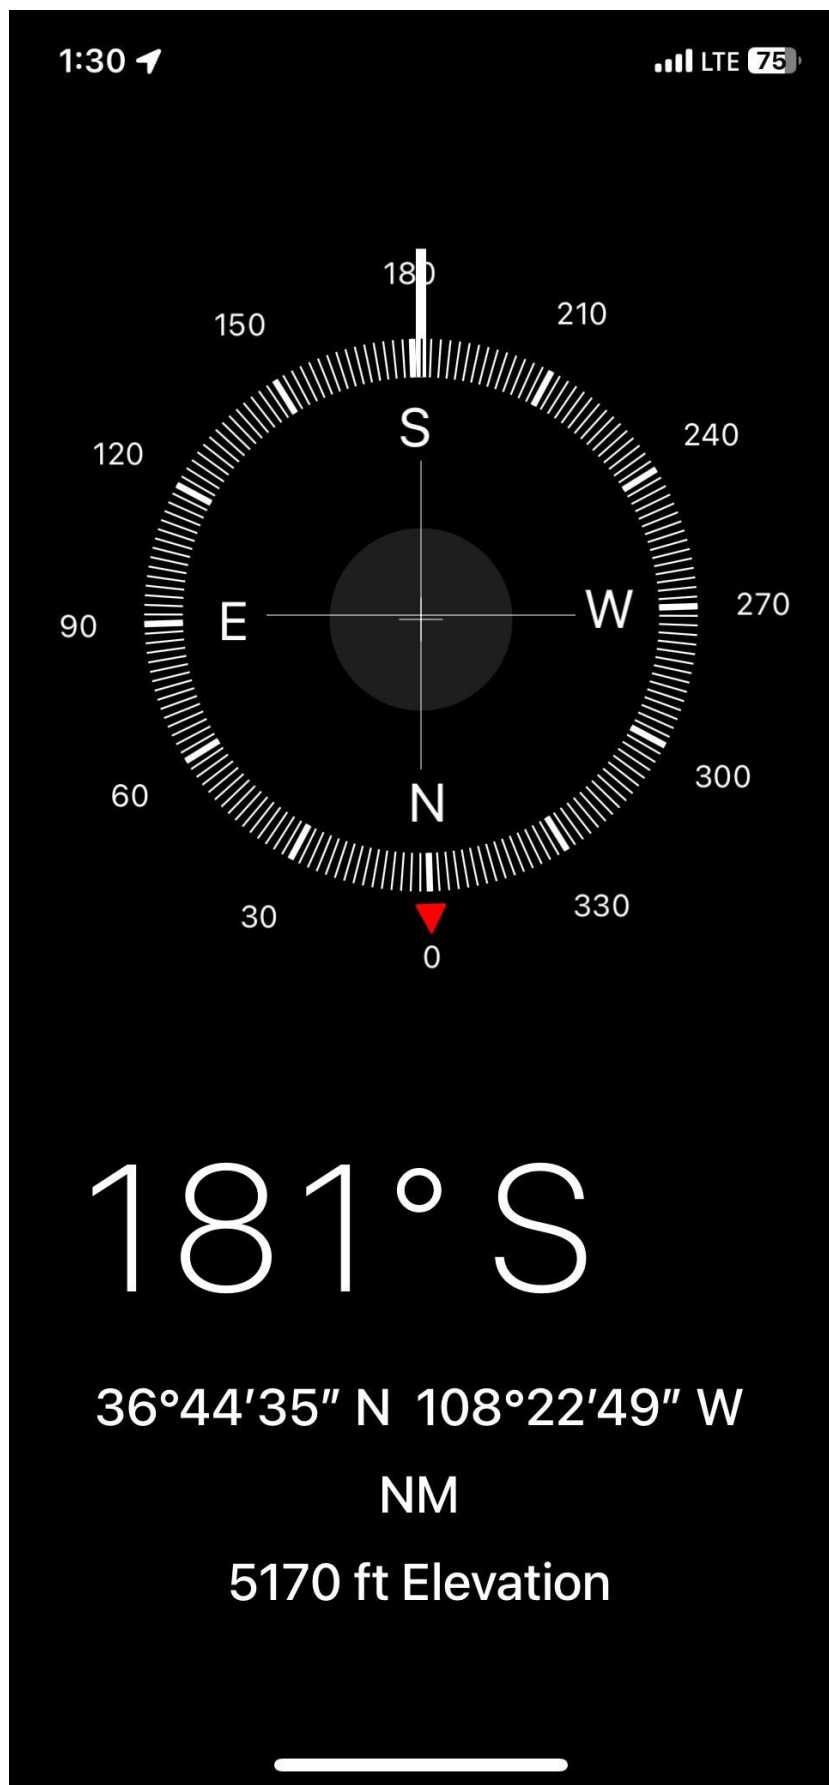 1:30 LTE 75
180
150 210
120 240
S
90 E W 270
60 300
N
30 330
0
181° S
36°44′35″ N 108°22′49″ W
NM
5170 ft Elevation